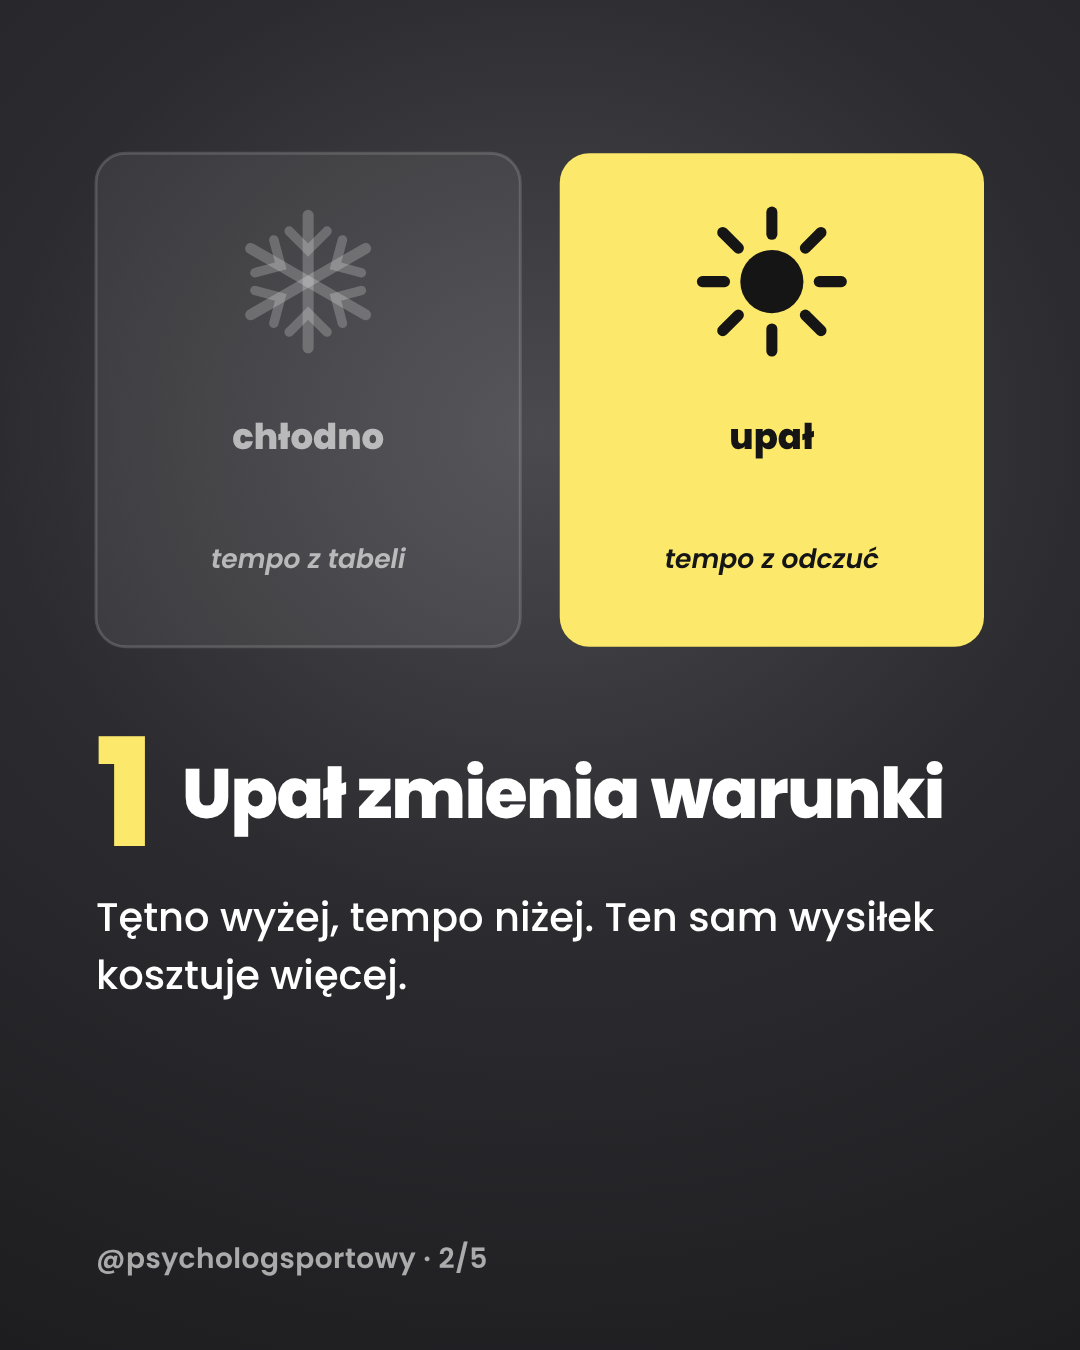 chłodno
tempo z tabeli
upał
tempo z odczuć
1 Upał zmienia warunki
Tętno wyżej, tempo niżej. Ten sam wysiłek
kosztuje więcej.
@psychologsportowy · 2/5